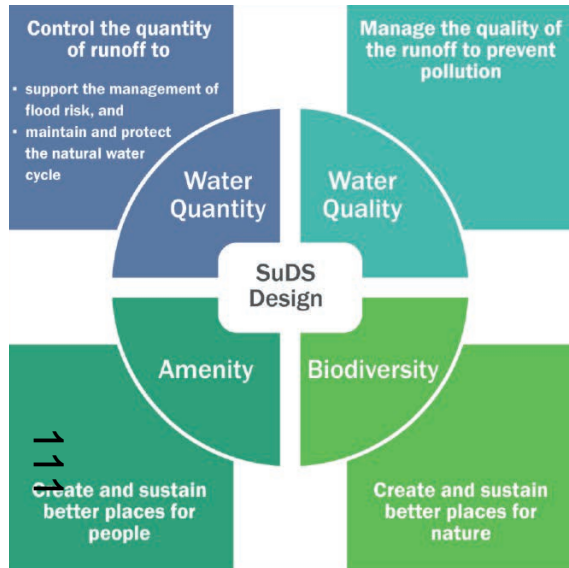 Control the quantity
of runoff to
• support the management of
flood risk, and
• maintain and protect
the natural water
cycle
Manage the quality of
the runoff to prevent
pollution
Water
Quantity
Water
Quality
SuDS
Design
Amenity
Biodiversity
111
Create and sustain
better places for
people
Create and sustain
better places for
nature